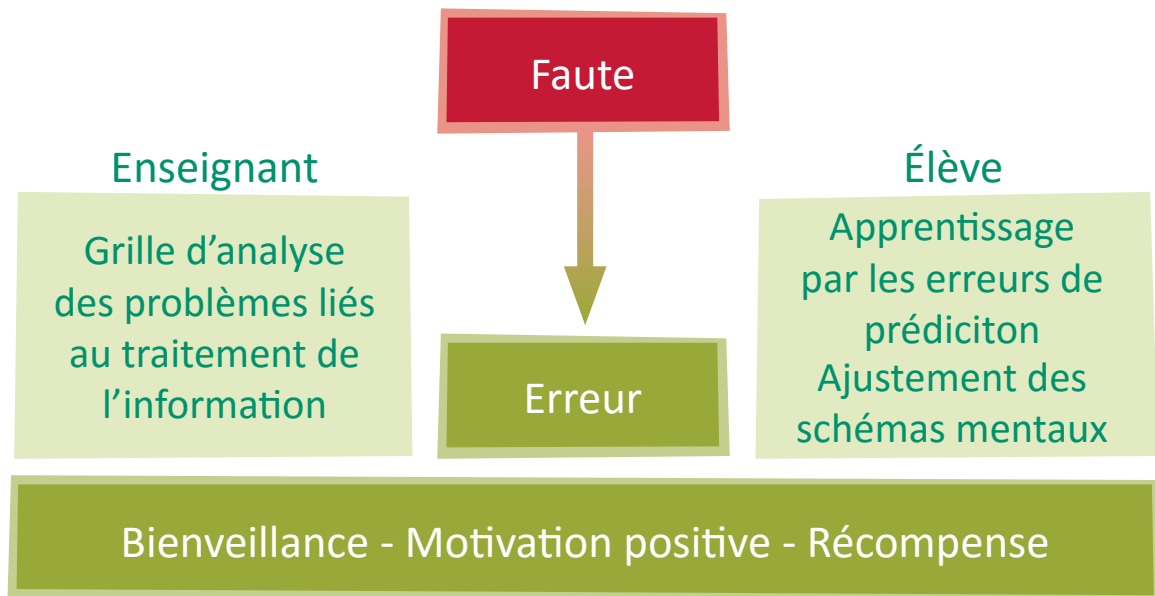 Faute
Enseignant
Grille d’analyse
des problèmes liés
au traitement de
l’information
Erreur
Élève
Apprentissage
par les erreurs de
prédiciton
Ajustement des
schémas mentaux
Bienveillance - Motivation positive - Récompense